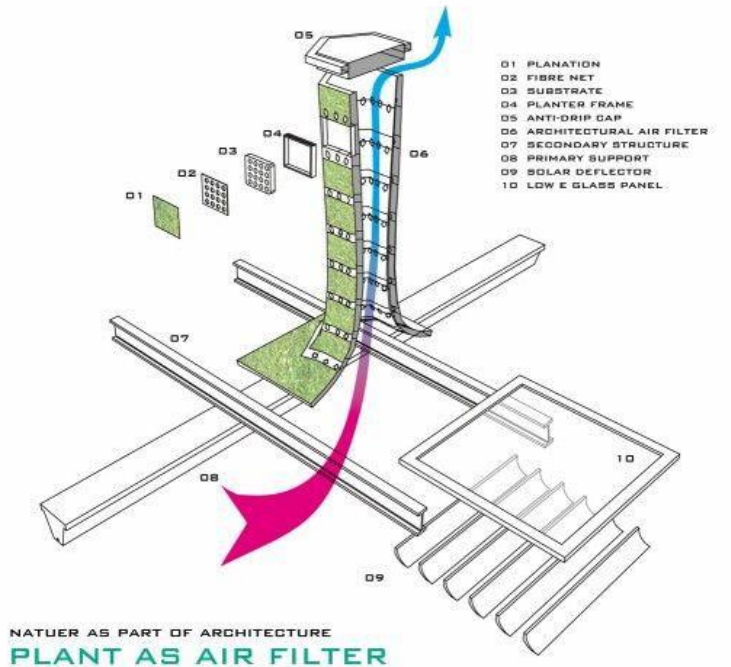 05
01 PLANATION
02 FIBRE NET
03 SUBSTRATE
04 PLANTER FRAME
05 ANTI-DRIP CAP
06 ARCHITECTURAL AIR FILTER
07 SECONDARY STRUCTURE
08 PRIMARY SUPPORT
09 SOLAR DEFLECTOR
10 LOW E GLASS PANEL
04
03
06
02
01
07
10
08
09
NATUER AS PART OF ARCHITECTURE
PLANT AS AIR FILTER